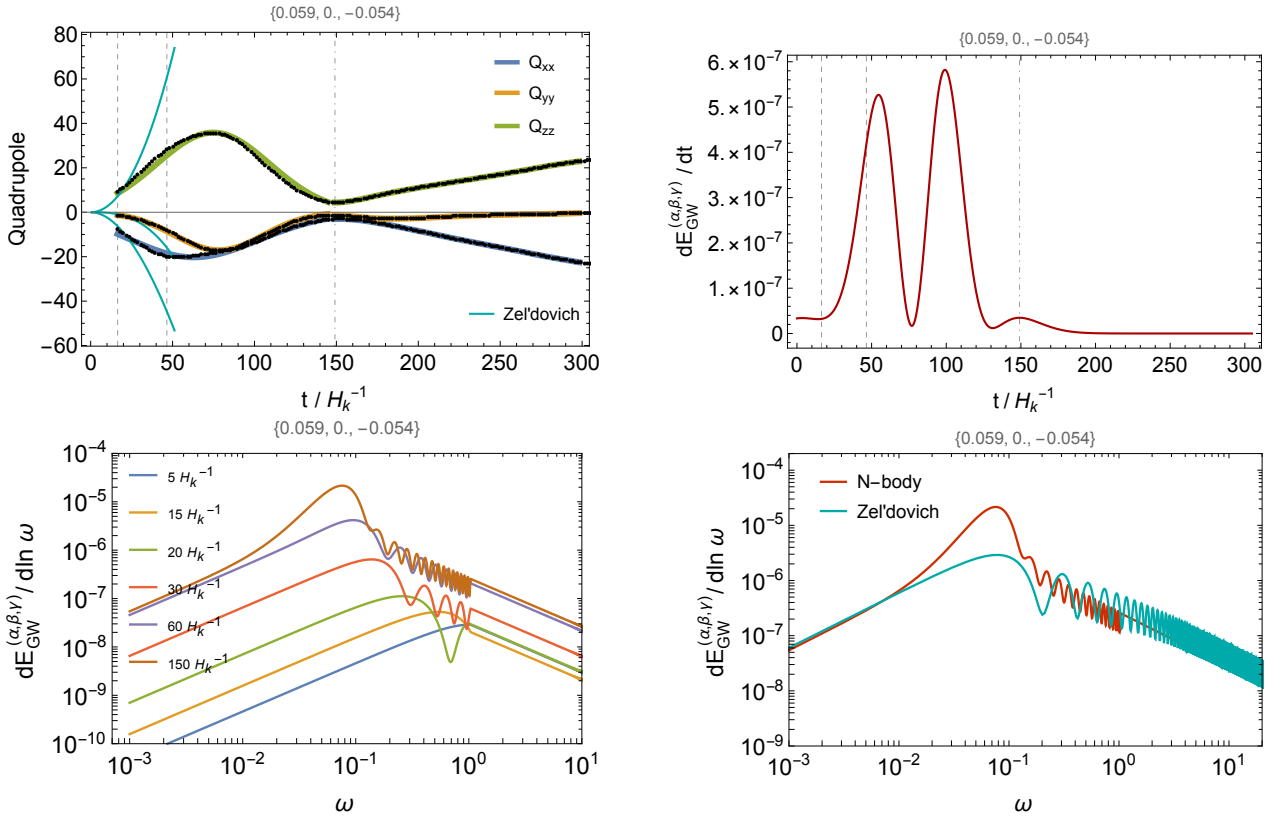 {0.059, 0., -0.054}
80
60
40
20
0
-20
-40
-60
Quadrupole
Qxx
Qyy
Qzz
Zel'dovich
0 50 100 150 200 250 300
t / H_k^-1
{0.059, 0., -0.054}
6.×10^-7
5.×10^-7
4.×10^-7
3.×10^-7
2.×10^-7
1.×10^-7
0
dE_GW^(α,β,γ) / dt
0 50 100 150 200 250 300
t / H_k^-1
{0.059, 0., -0.054}
10^-4
10^-5
10^-6
10^-7
10^-8
10^-9
10^-10
dE_GW^(α,β,γ) / dln ω
5 H_k^-1
15 H_k^-1
20 H_k^-1
30 H_k^-1
60 H_k^-1
150 H_k^-1
10^-3 10^-2 10^-1 10^0 10^1
ω
{0.059, 0., -0.054}
10^-4
10^-5
10^-6
10^-7
10^-8
10^-9
dE_GW^(α,β,γ) / dln ω
N-body
Zel'dovich
10^-3 10^-2 10^-1 10^0 10^1
ω